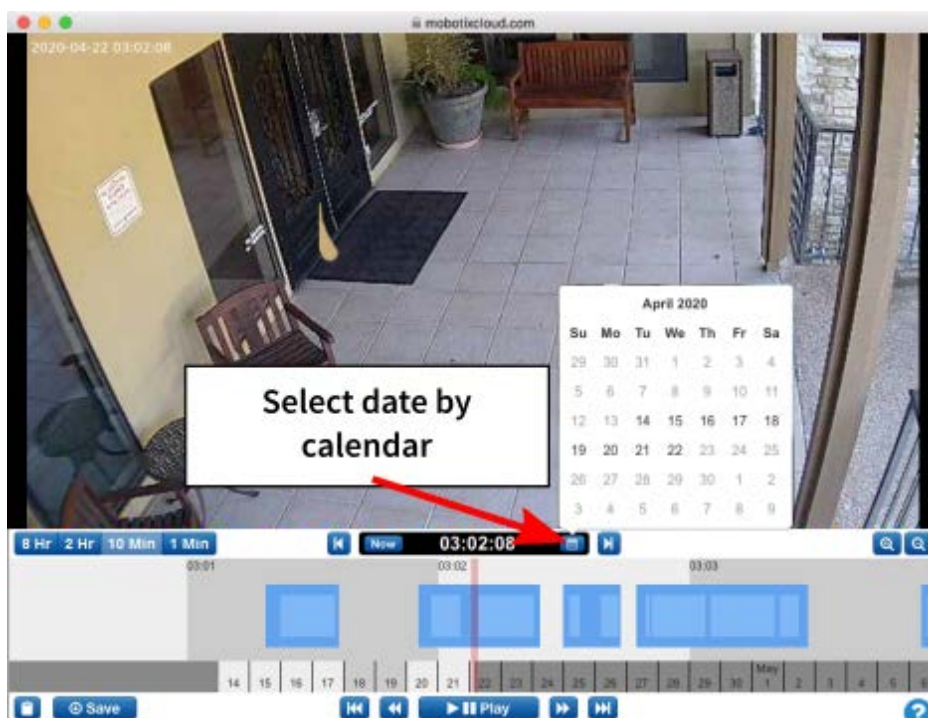 mobotixcloud.com
2020-04-22 03:02:08
April 2020
Su Mo Tu We Th Fr Sa
29 30 31 1 2 3 4
5 6 7 8 9 10 11
12 13 14 15 16 17 18
19 20 21 22 23 24 25
26 27 28 29 30 1 2
3 4 5 6 7 8 9
Select date by
calendar
8 Hr 2 Hr 10 Min 1 Min Now 03:02:08
03:01 03:02 03:03
May
14 15 16 17 18 19 20 21 22 23 24 25 26 27 28 29 30 1 2 3 4 5 6
Save Play ?